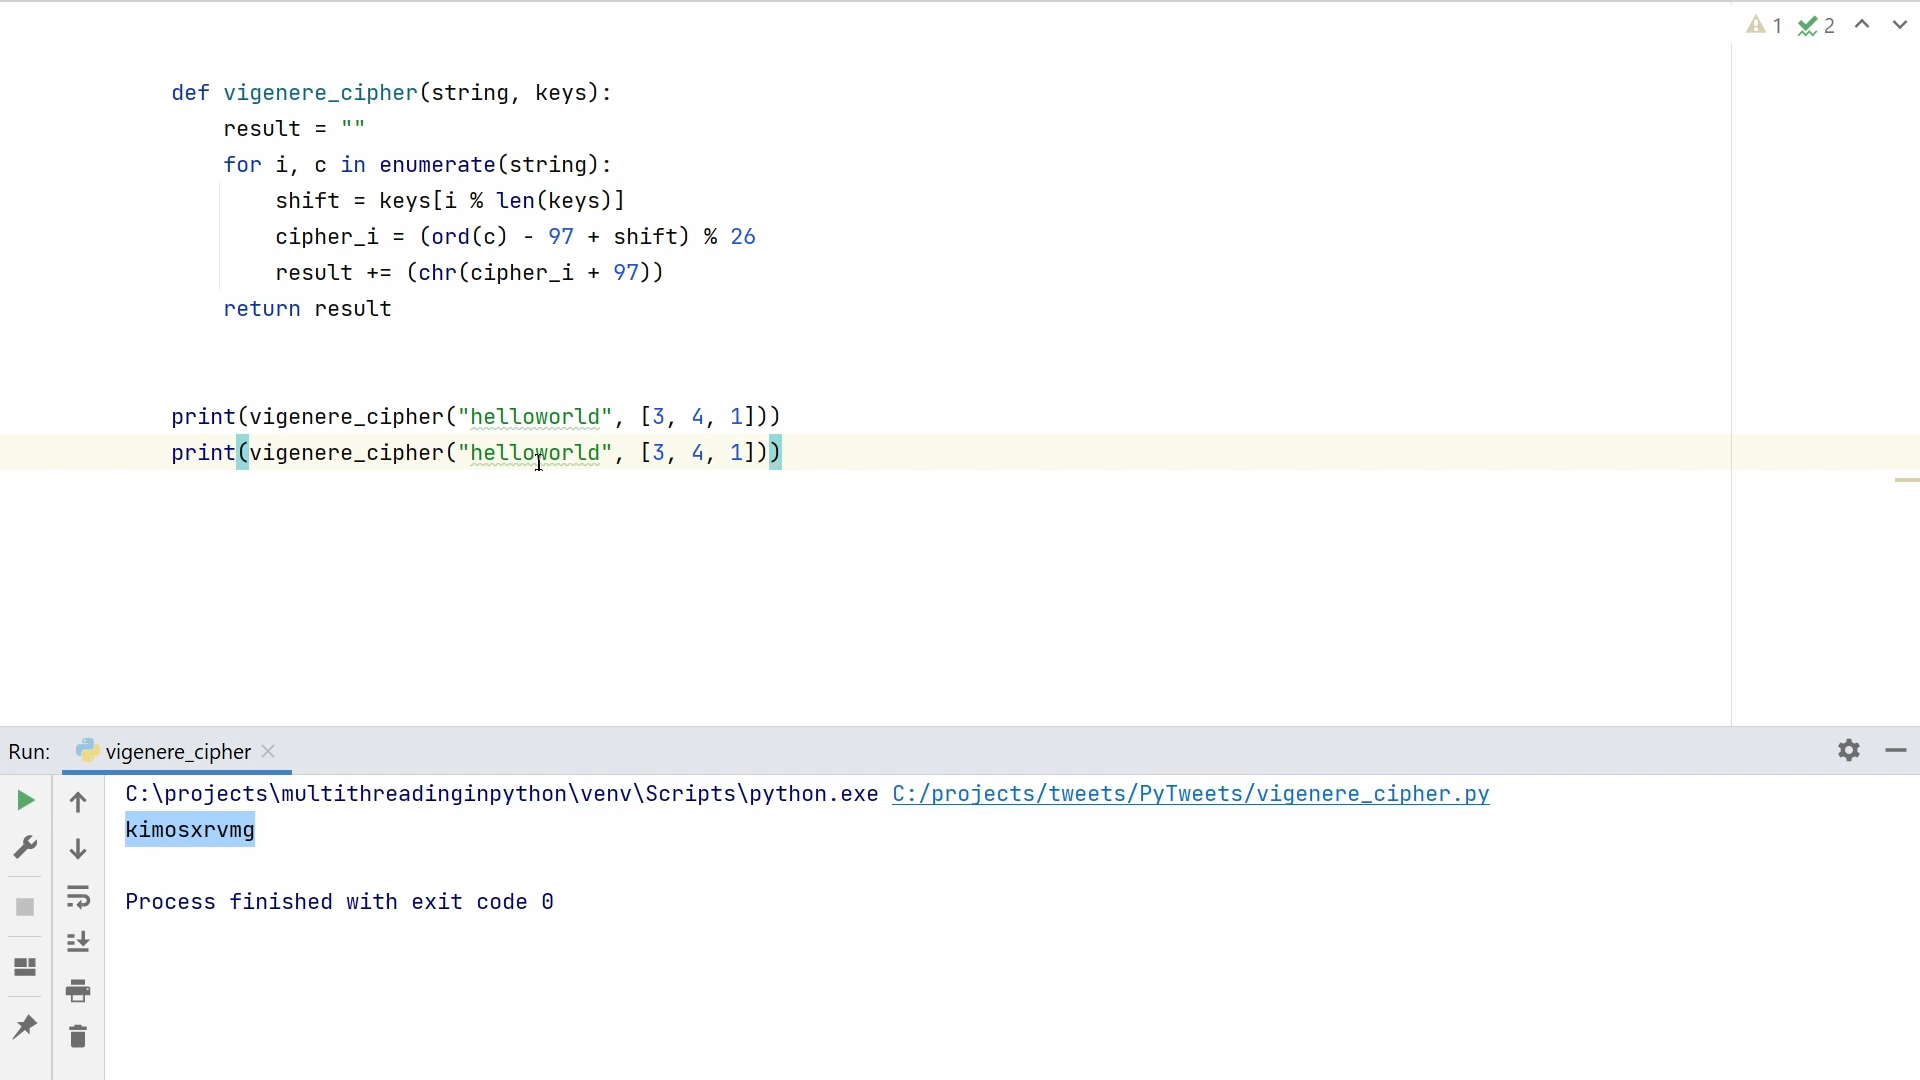 1 2
def vigenere_cipher(string, keys):
    result = ""
    for i, c in enumerate(string):
        shift = keys[i % len(keys)]
        cipher_i = (ord(c) - 97 + shift) % 26
        result += (chr(cipher_i + 97))
    return result
print(vigenere_cipher("helloworld", [3, 4, 1]))
print(vigenere_cipher("helloworld", [3, 4, 1]))
Run: vigenere_cipher
C:\projects\multithreadinginpython\venv\Scripts\python.exe C:/projects/tweets/PyTweets/vigenere_cipher.py
kimosxrvmg
Process finished with exit code 0